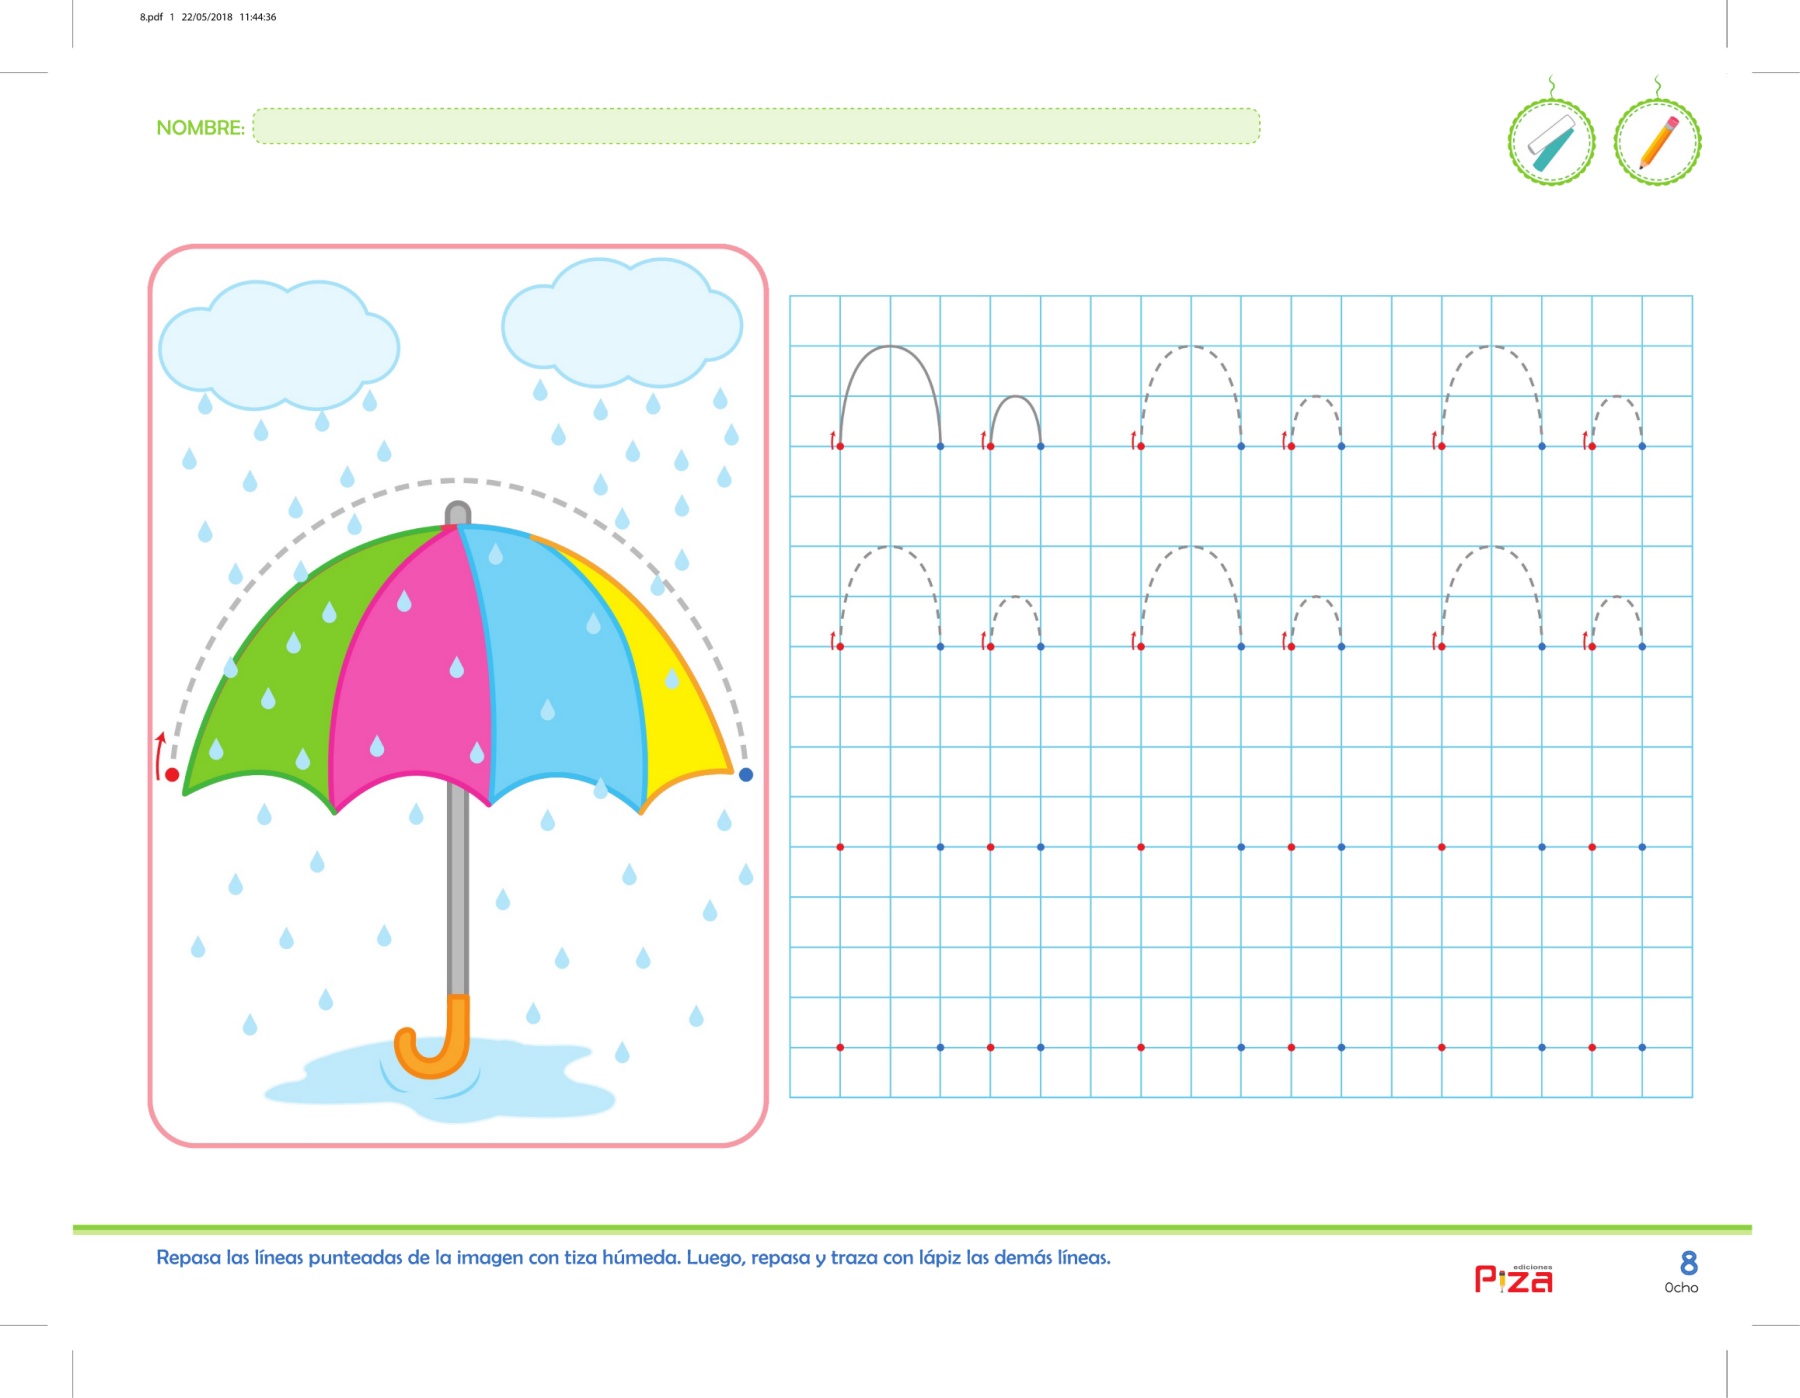 8.pdf 1 22/05/2018 11:44:36
NOMBRE:
Repasa las líneas punteadas de la imagen con tiza húmeda. Luego, repasa y traza con lápiz las demás líneas.
ediciones
Piza
8
Ocho